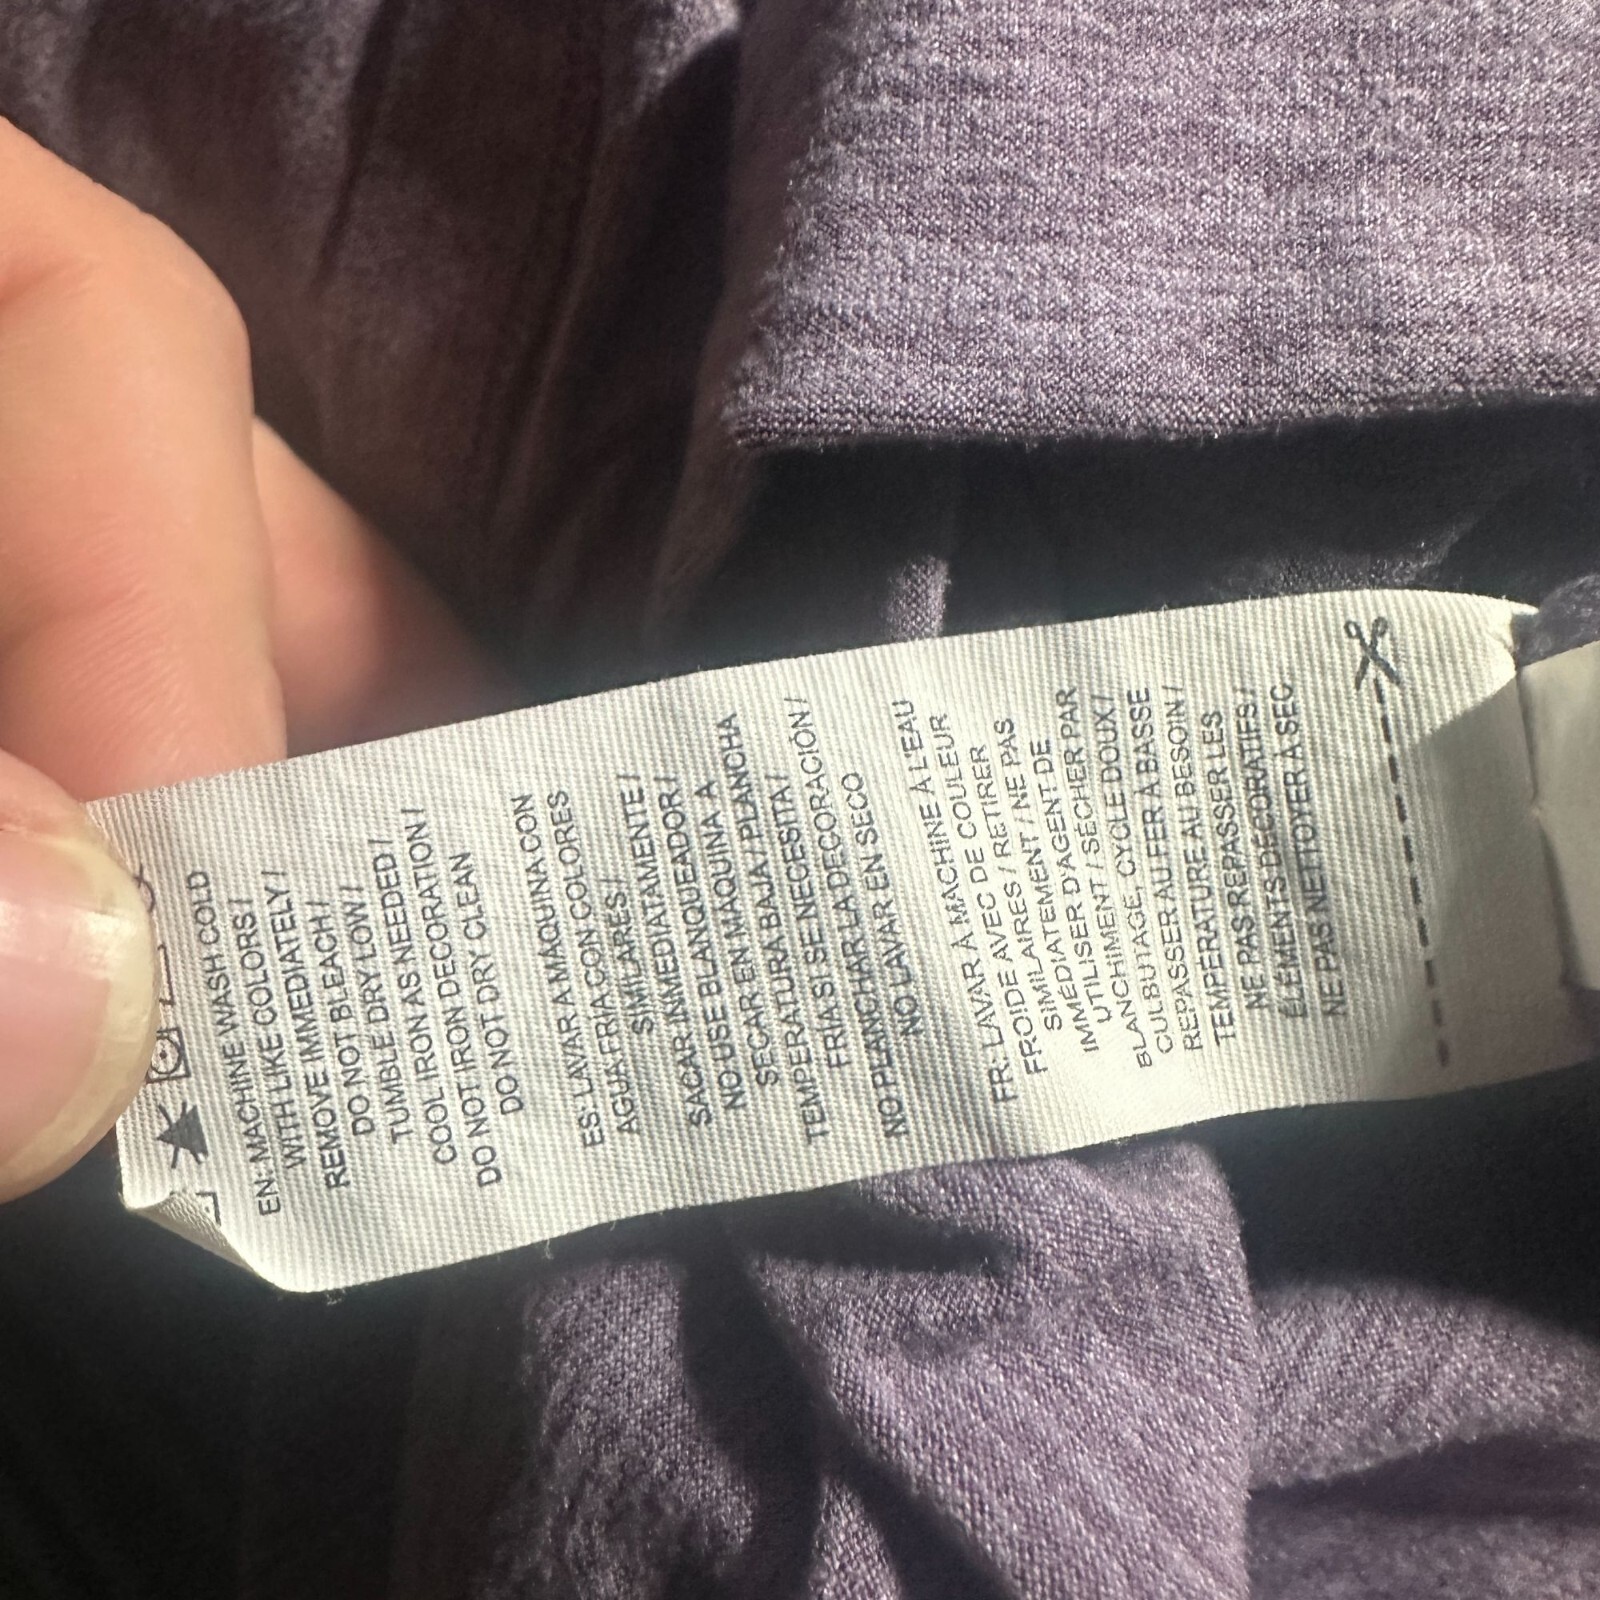 EN: MACHINE WASH COLD
WITH LIKE COLORS /
REMOVE IMMEDIATELY /
DO NOT BLEACH /
TUMBLE DRY LOW /
COOL IRON AS NEEDED /
DO NOT IRON DECORATION /
DO NOT DRY CLEAN
ES: LAVAR A MAQUINA CON
AGUA FRIA CON COLORES
SIMILARES /
SACAR INMEDIATAMENTE /
NO USE BLANQUEADOR /
SECAR EN MAQUINA A
TEMPERATURA BAJA / PLANCHA
FRIA SI SE NECESITA /
NO PLANCHAR LA DECORACIÓN /
NO LAVAR EN SECO
FR: LAVAR À MACHINE À L'EAU
FROIDE AVEC DE COULEUR
SIMILAIRES / RETIRER
IMMÉDIATEMENT / NE PAS
UTILISER D'AGENT DE
BLANCHIMENT / SÉCHER PAR
CULBUTAGE, CYCLE DOUX /
REPASSER AU FER À BASSE
TEMPÉRATURE AU BESOIN /
NE PAS REPASSER LES
ÉLÉMENTS DÉCORATIFS /
NE PAS NETTOYER À SEC